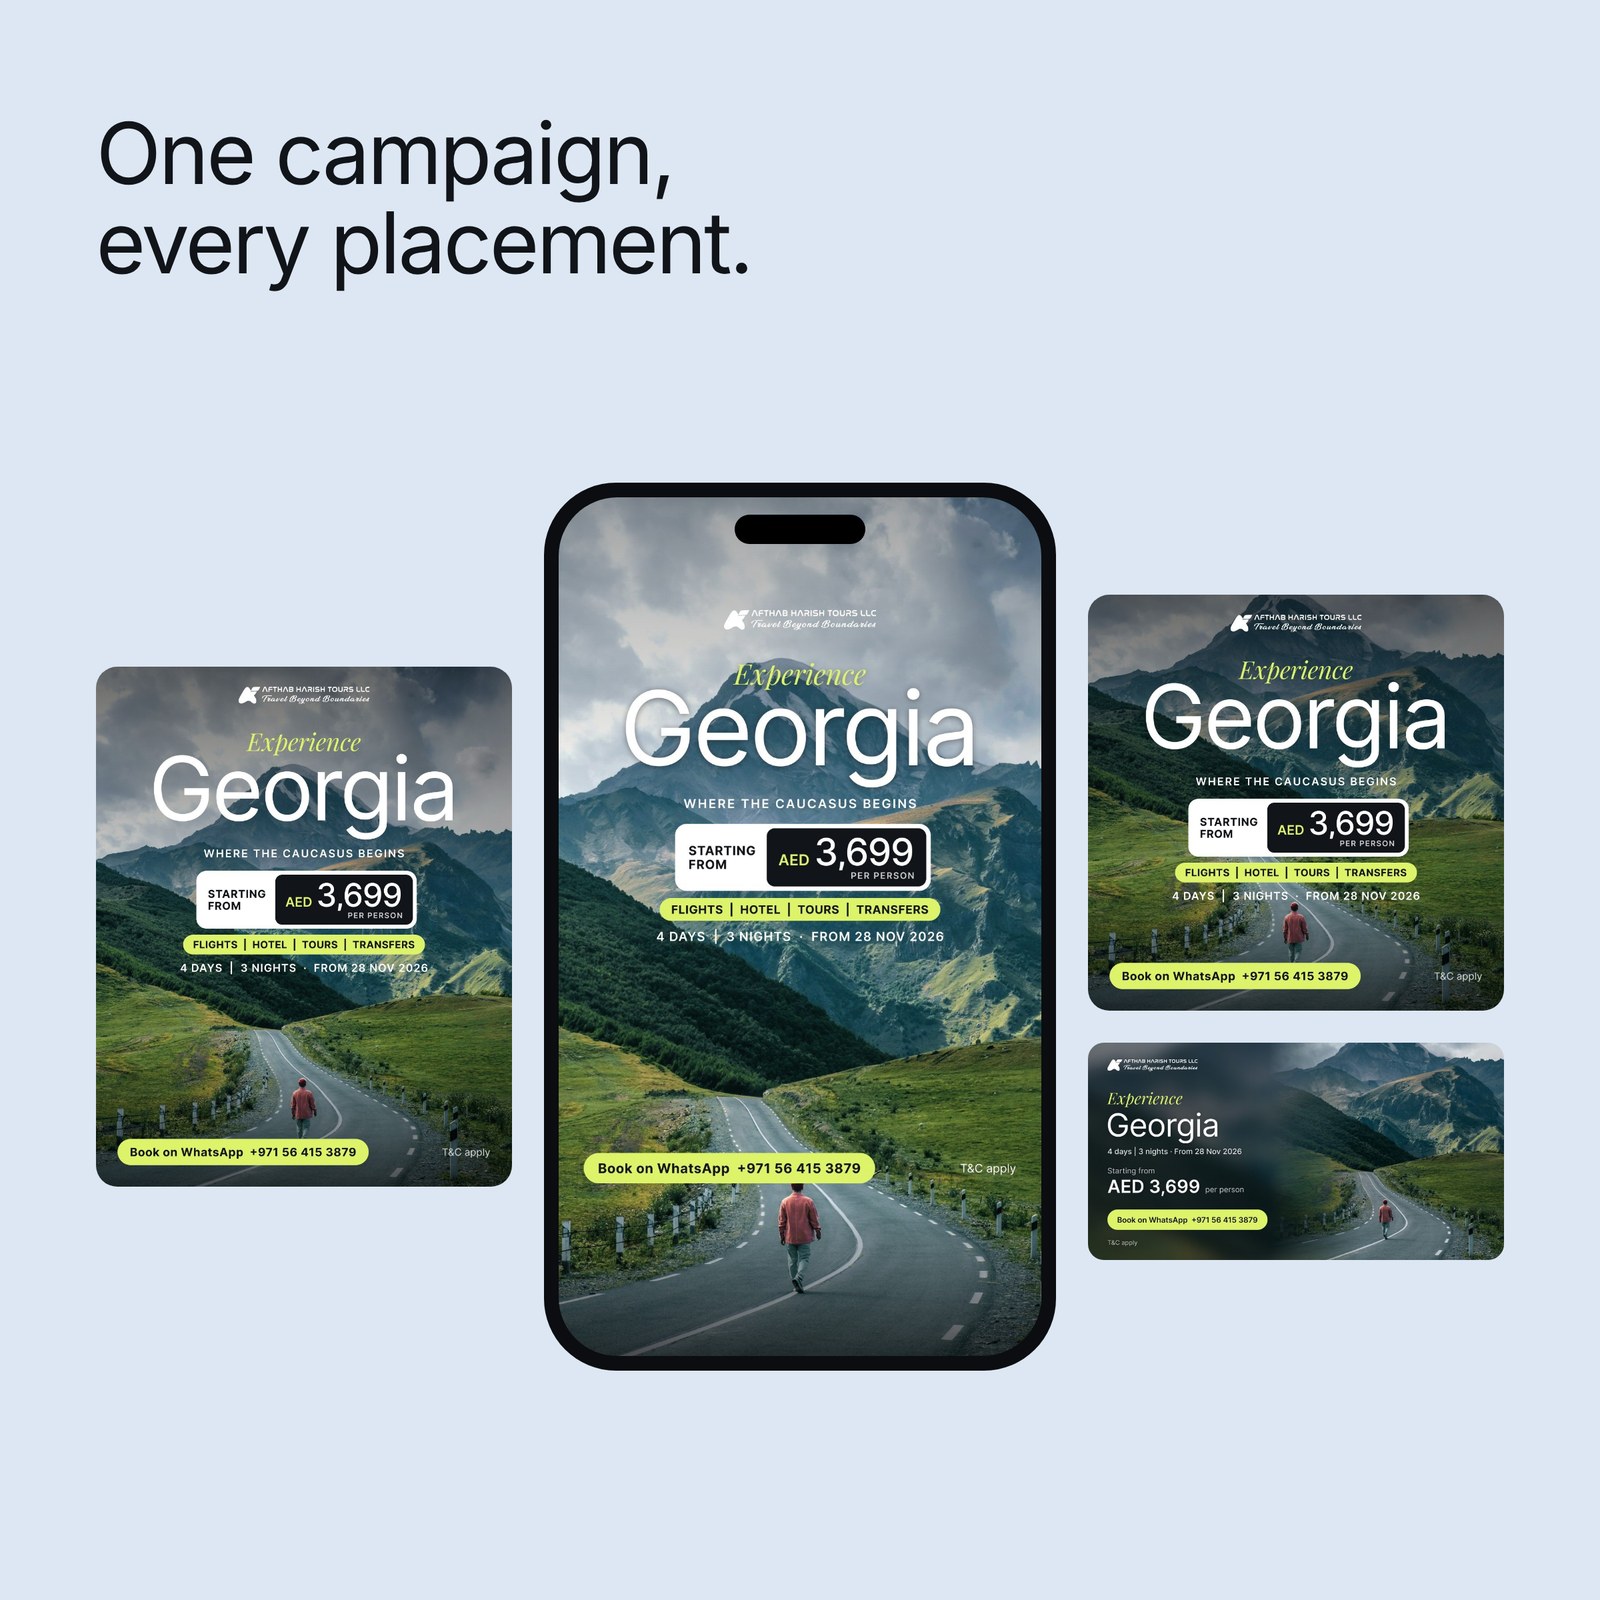 One campaign,
every placement.
AFTHAB HARISH TOURS LLC
Travel Beyond Boundaries
Experience
Georgia
WHERE THE CAUCASUS BEGINS
STARTING
FROM
AED 3,699
PER PERSON
FLIGHTS | HOTEL | TOURS | TRANSFERS
4 DAYS | 3 NIGHTS · FROM 28 NOV 2026
Book on WhatsApp +971 56 415 3879
T&C apply
AFTHAB HARISH TOURS LLC
Travel Beyond Boundaries
Experience
Georgia
WHERE THE CAUCASUS BEGINS
STARTING
FROM
AED 3,699
PER PERSON
FLIGHTS | HOTEL | TOURS | TRANSFERS
4 DAYS | 3 NIGHTS · FROM 28 NOV 2026
Book on WhatsApp +971 56 415 3879
T&C apply
AFTHAB HARISH TOURS LLC
Travel Beyond Boundaries
Experience
Georgia
WHERE THE CAUCASUS BEGINS
STARTING
FROM
AED 3,699
PER PERSON
FLIGHTS | HOTEL | TOURS | TRANSFERS
4 DAYS | 3 NIGHTS · FROM 28 NOV 2026
Book on WhatsApp +971 56 415 3879
T&C apply
AFTHAB HARISH TOURS LLC
Travel Beyond Boundaries
Experience
Georgia
4 days | 3 nights · From 28 Nov 2026
Starting from
AED 3,699 per person
Book on WhatsApp +971 56 415 3879
T&C apply